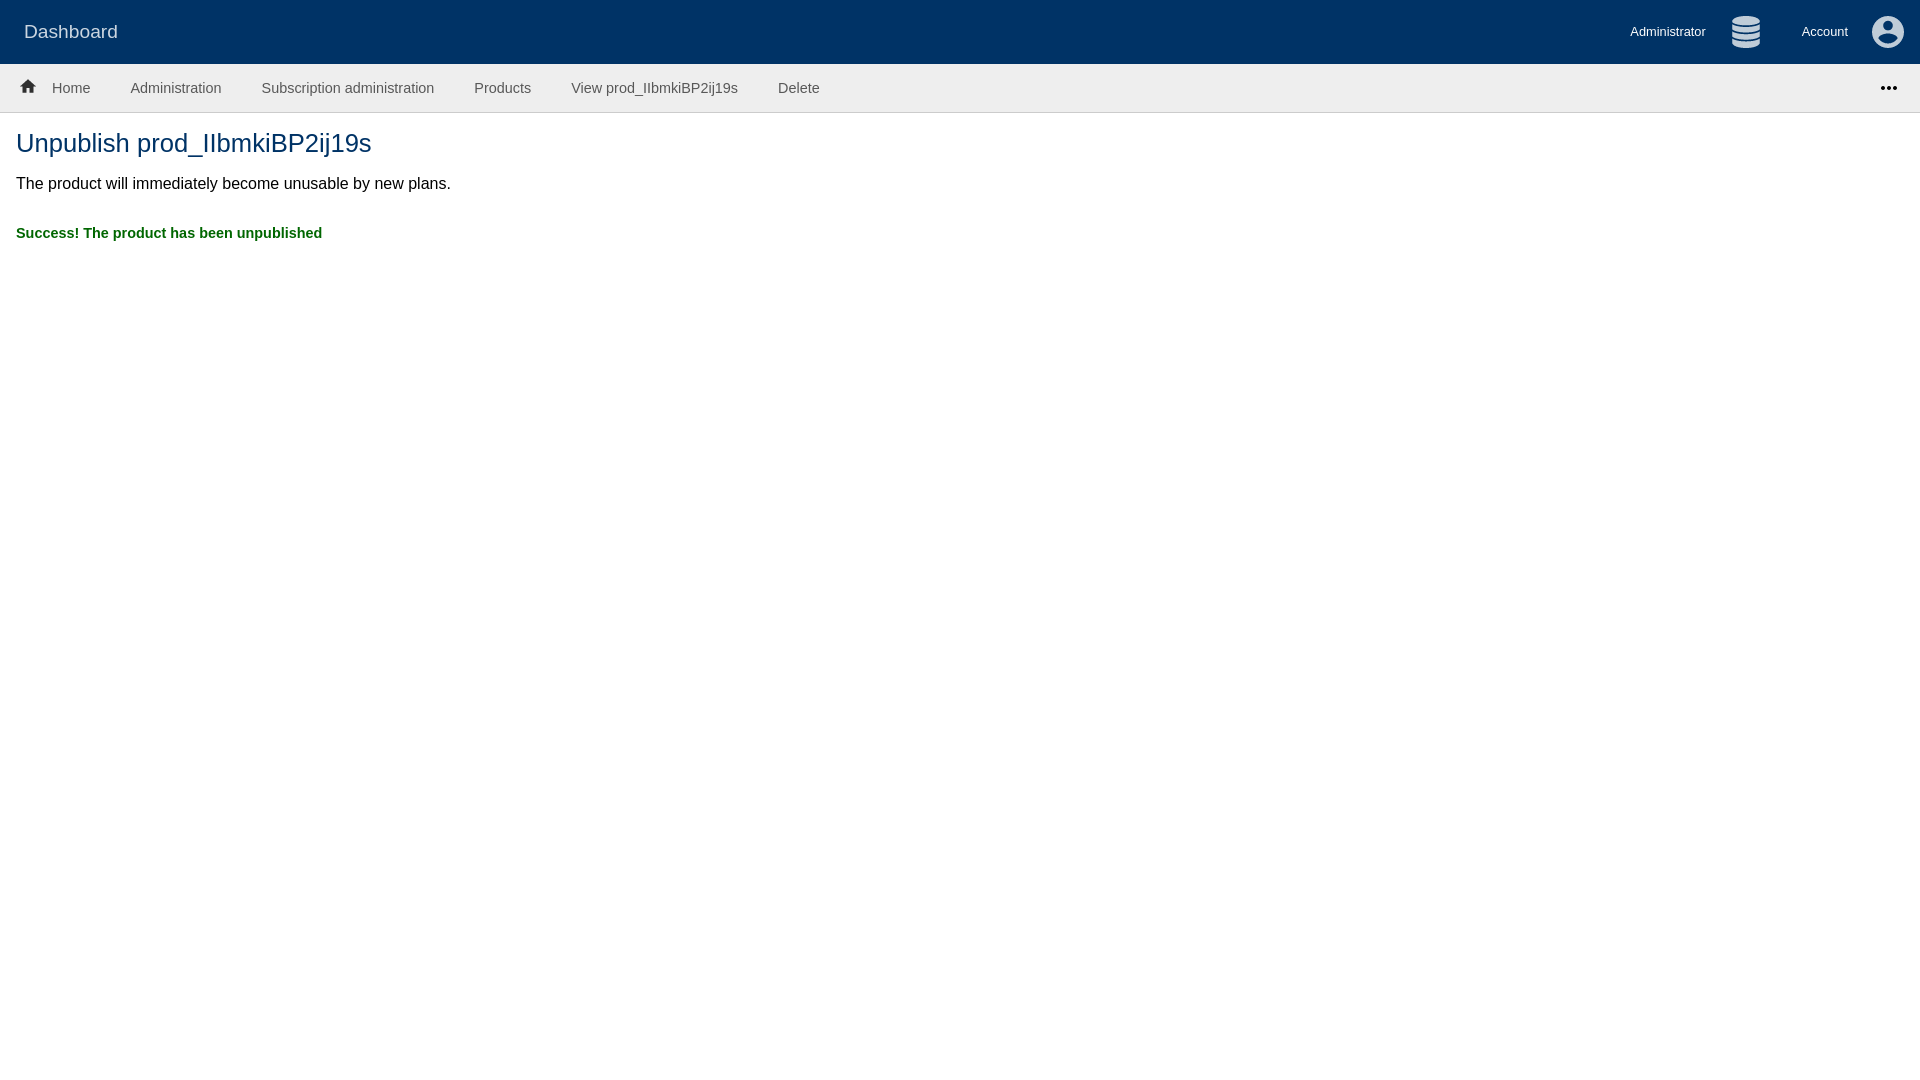 Dashboard
Administrator
Account
Home
Administration
Subscription administration
Products
View prod_IIbmkiBP2ij19s
Delete
Unpublish prod_IIbmkiBP2ij19s
The product will immediately become unusable by new plans.
Success! The product has been unpublished